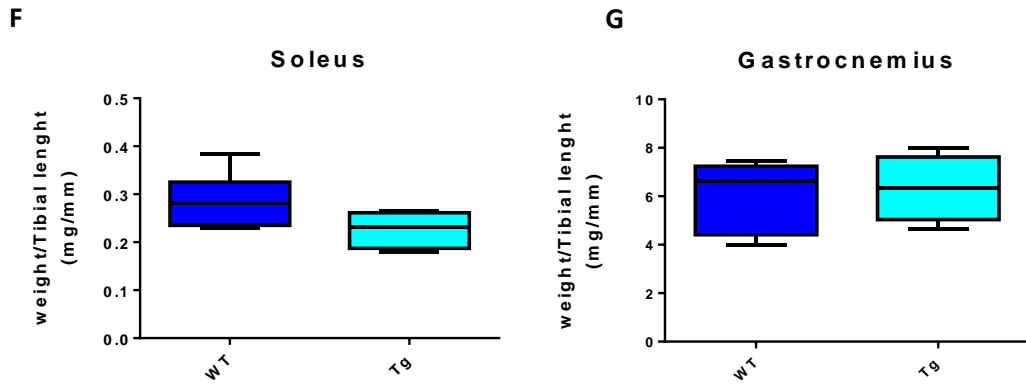 F
Soleus
weight/Tibial lenght
(mg/mm)
0.5
0.4
0.3
0.2
0.1
0.0
WT
Tg
G
Gastrocnemius
weight/Tibial lenght
(mg/mm)
10
8
6
4
2
0
WT
Tg